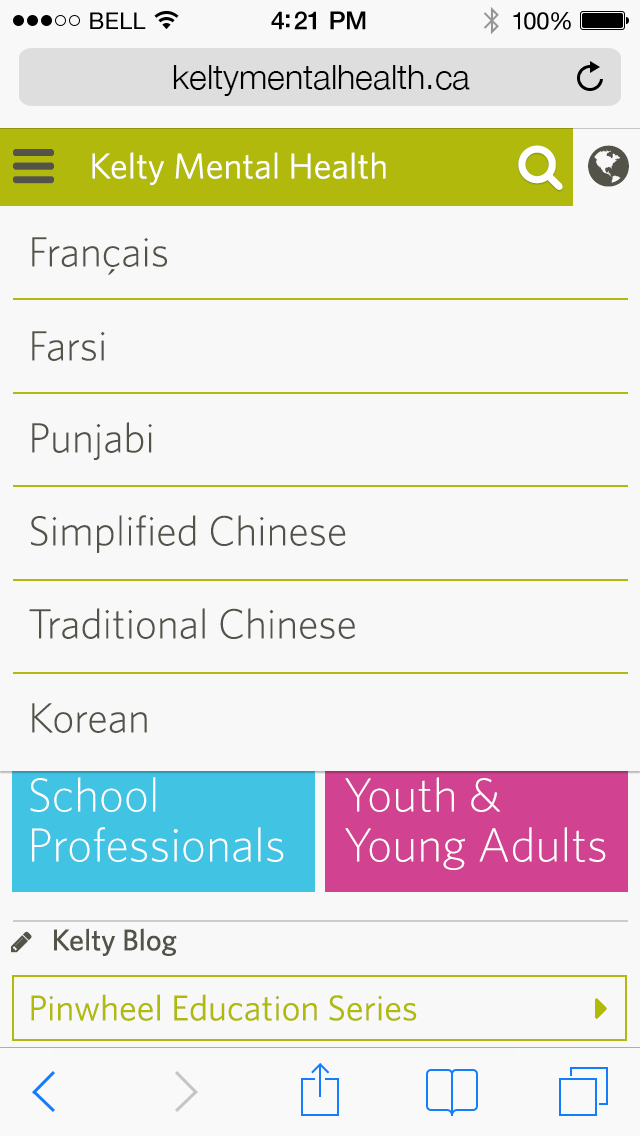 BELL 4:21 PM 100%
keltymentalhealth.ca
Kelty Mental Health
Français
Farsi
Punjabi
Simplified Chinese
Traditional Chinese
Korean
School
Professionals
Youth &
Young Adults
Kelty Blog
Pinwheel Education Series